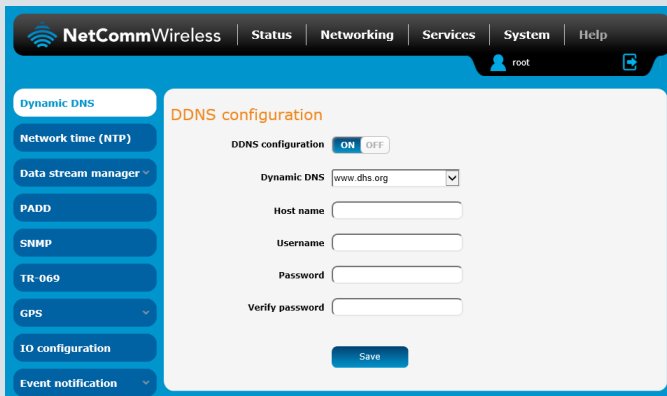 NetCommWireless Status Networking Services System Help
root
Dynamic DNS
Network time (NTP)
Data stream manager
PADD
SNMP
TR-069
GPS
IO configuration
Event notification
DDNS configuration
DDNS configuration ON OFF
Dynamic DNS www.dhs.org
Host name
Username
Password
Verify password
Save